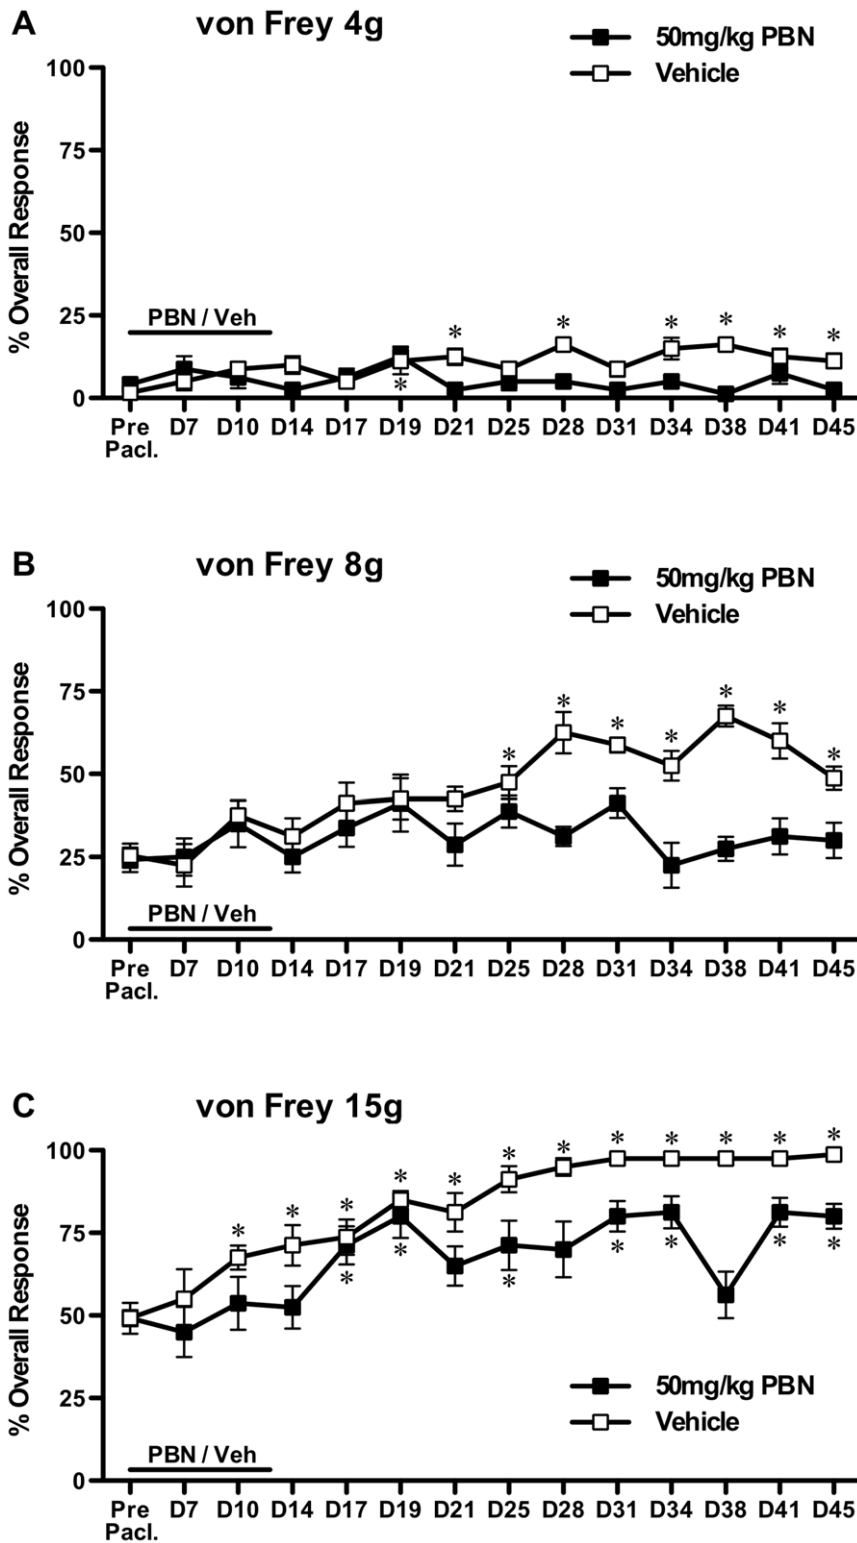 A von Frey 4g
50mg/kg PBN
Vehicle
% Overall Response
100
75
50
25
0
PBN / Veh
* * * * * *
*
Pre Pacl. D7 D10 D14 D17 D19 D21 D25 D28 D31 D34 D38 D41 D45
B von Frey 8g
50mg/kg PBN
Vehicle
% Overall Response
100
75
50
25
0
* * * * * * *
PBN / Veh
Pre Pacl. D7 D10 D14 D17 D19 D21 D25 D28 D31 D34 D38 D41 D45
C von Frey 15g
% Overall Response
100
75
50
25
0
* * * * * * * * * * * *
* * * * * * *
50mg/kg PBN
Vehicle
PBN / Veh
Pre Pacl. D7 D10 D14 D17 D19 D21 D25 D28 D31 D34 D38 D41 D45